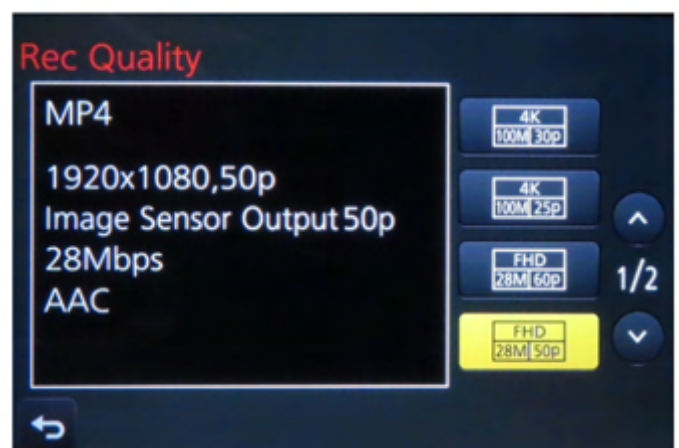 Rec Quality
MP4
1920x1080,50p
Image Sensor Output 50p
28Mbps
AAC
4K
100M 30p
4K
100M 25p
FHD
28M 60p
1/2
FHD
28M 50p